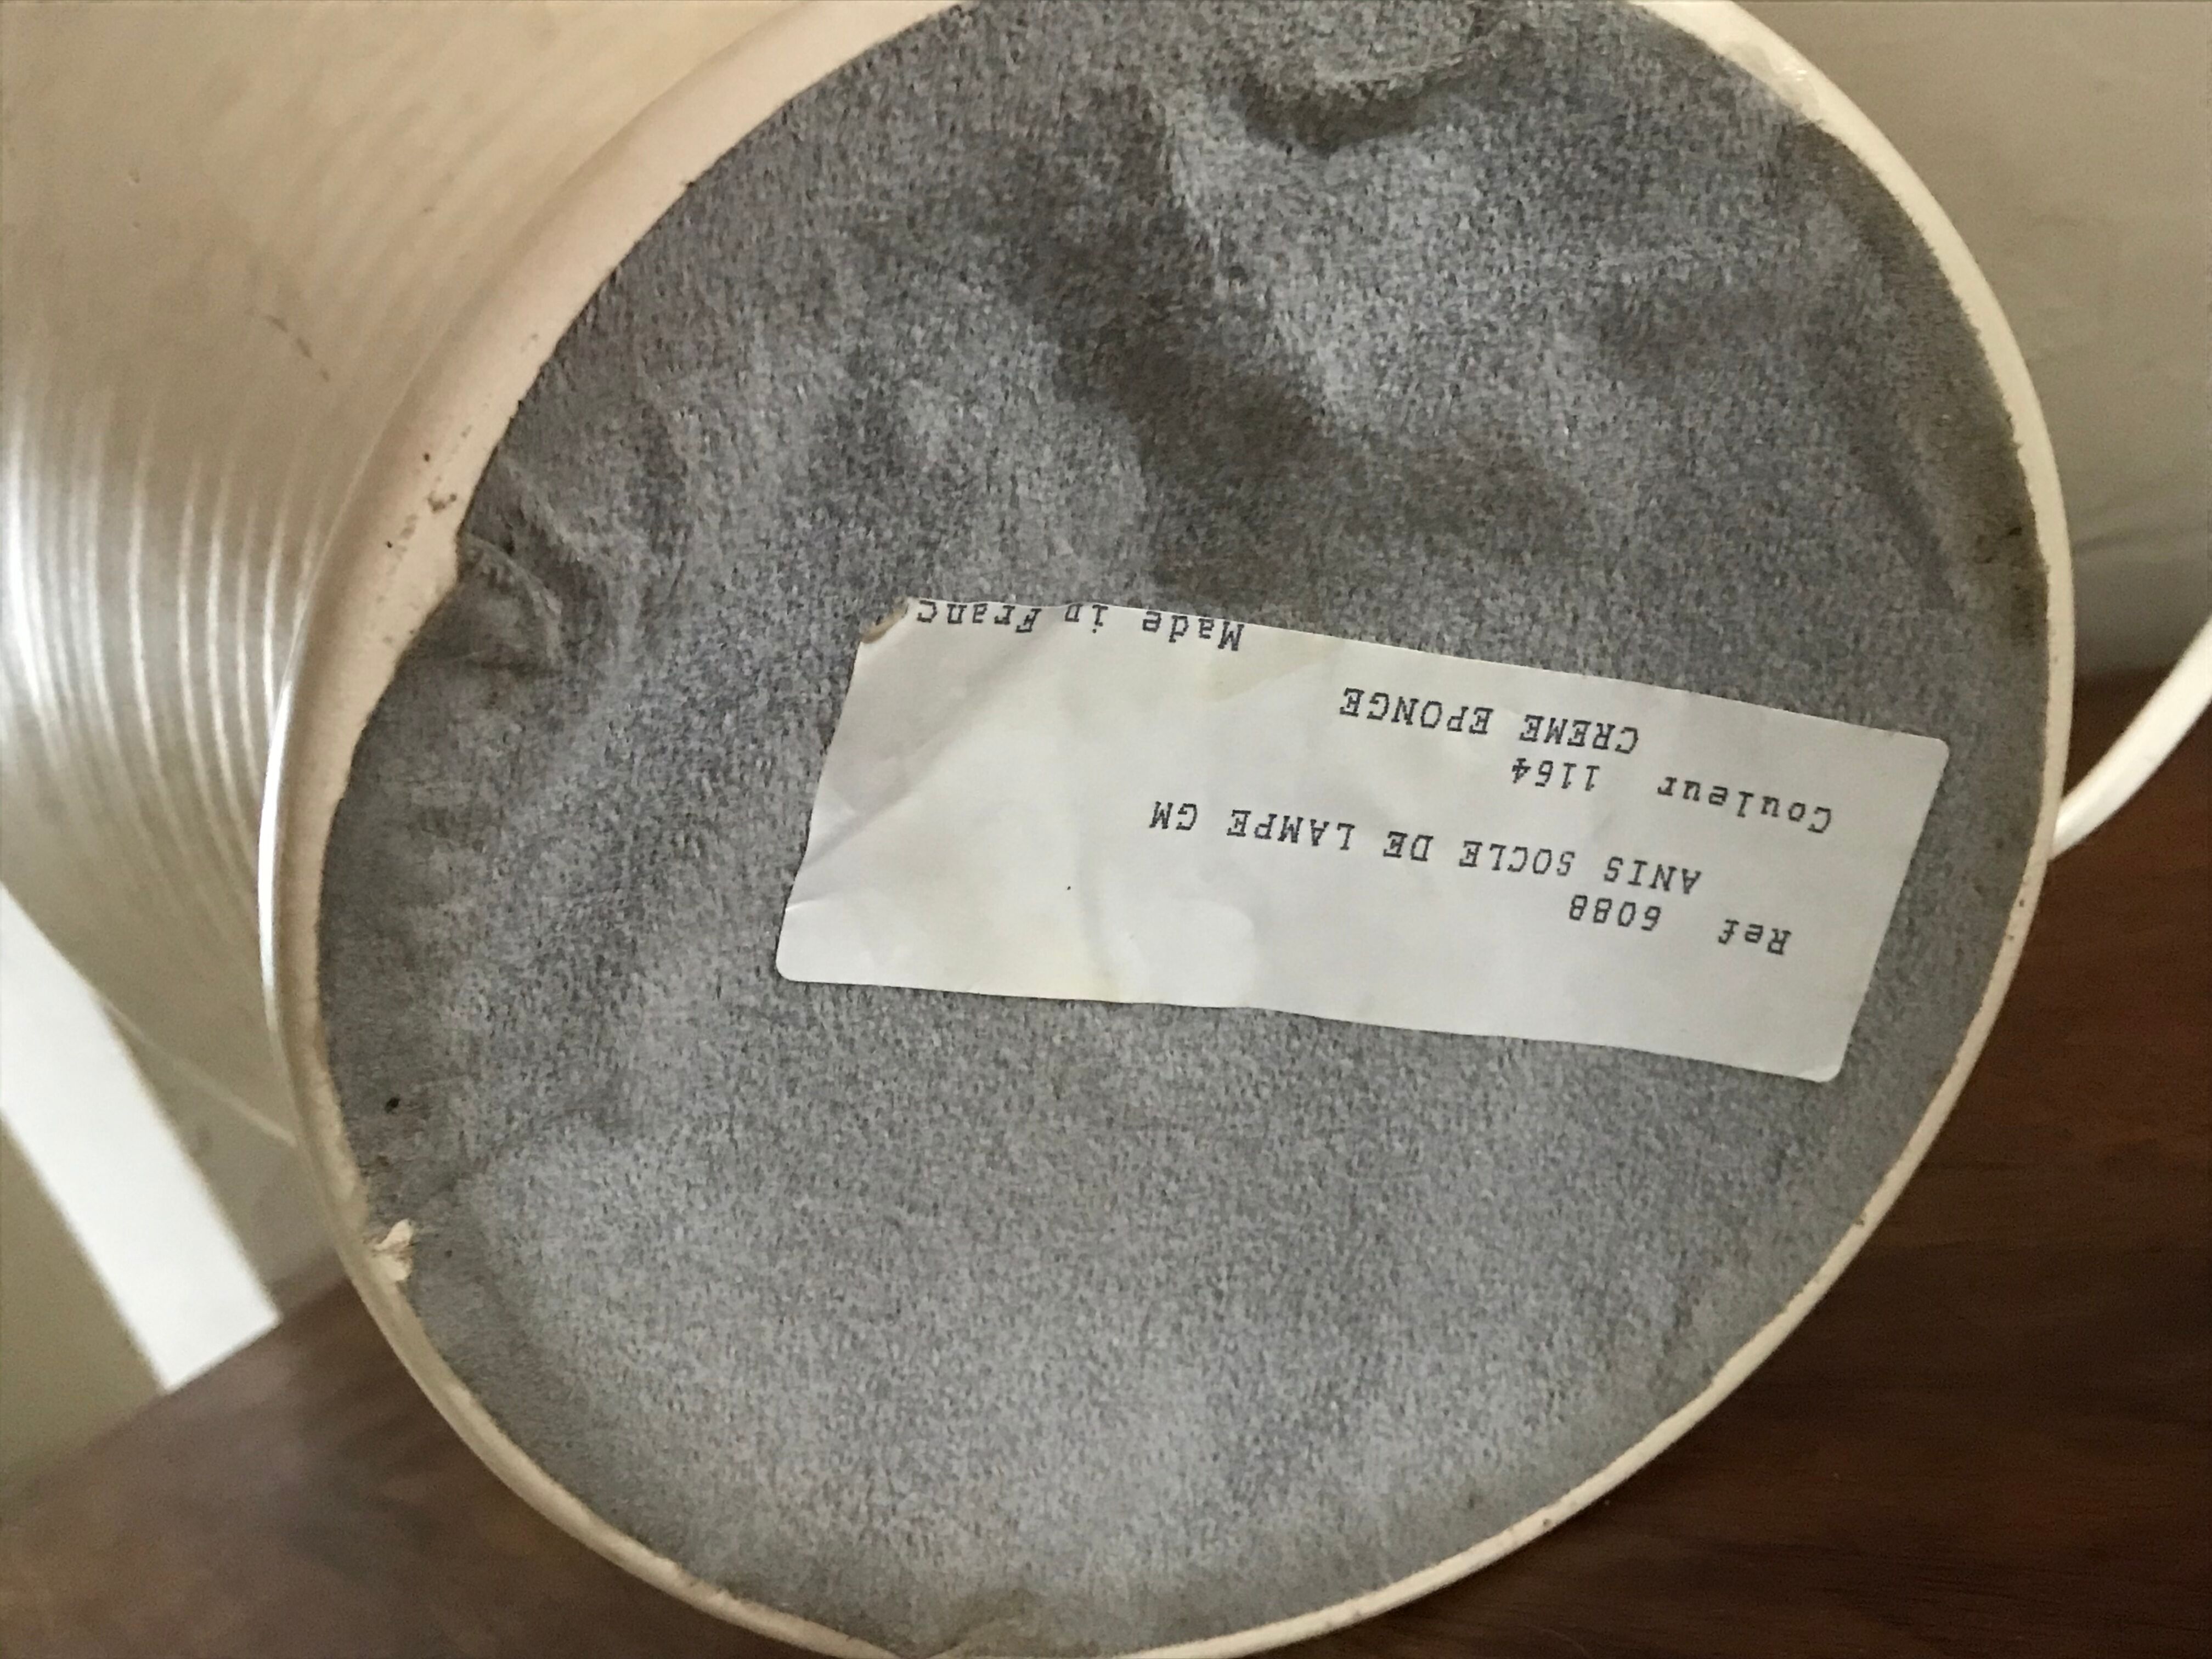 Ref 6088
ANIS SOCLE DE LAMPE GM
Couleur 1164
CREME EPONGE
Made in Franc